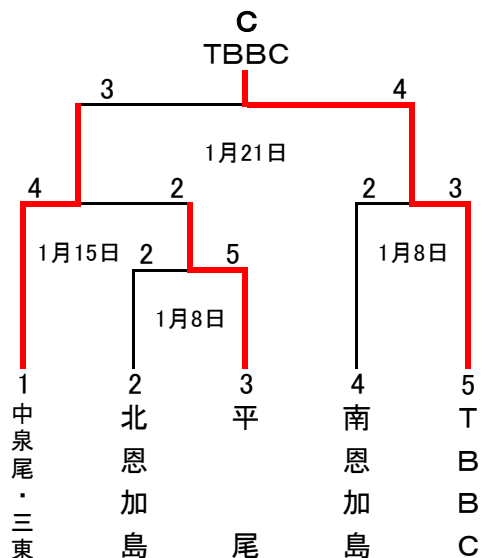 C
TBBC
3 4
1月21日
4 2 2 3
1月15日 2 5 1月8日
1月8日
1 2 3 4 5
中泉尾・三東
北恩加島
平尾
南恩加島
TBBC